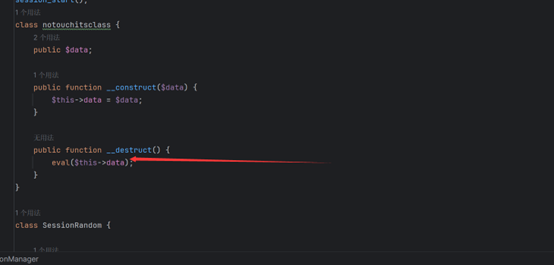 session_start();
1 个用法
class notouchitsclass {
2 个用法
public $data;
1 个用法
public function __construct($data) {
$this->data = $data;
}
无用法
public function __destruct() {
eval($this->data);
}
}
1 个用法
class SessionRandom {
1 个用法
onManager